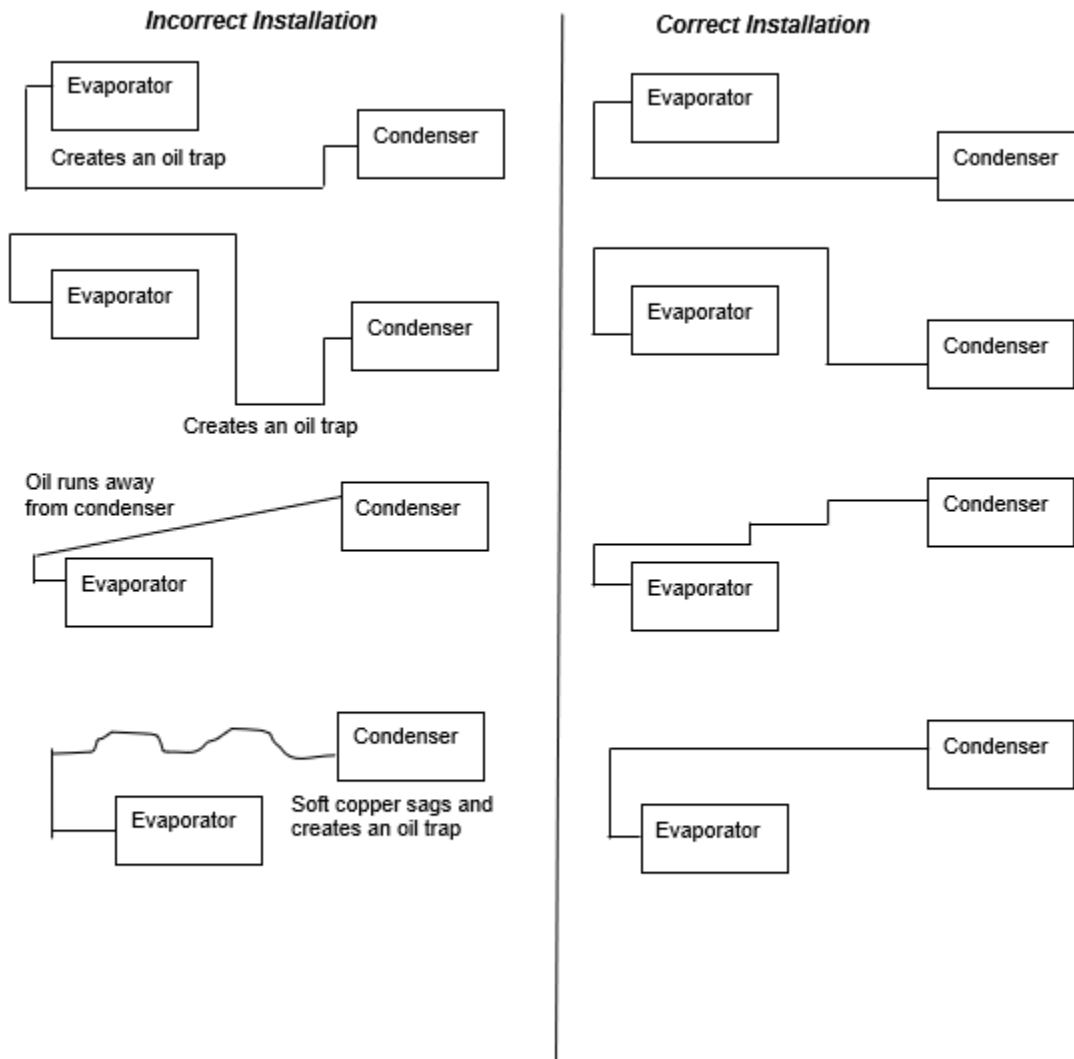 Incorrect Installation
Correct Installation
Evaporator
Creates an oil trap
Condenser
Evaporator
Condenser
Evaporator
Condenser
Creates an oil trap
Evaporator
Condenser
Oil runs away
from condenser
Condenser
Evaporator
Condenser
Evaporator
Condenser
Evaporator
Soft copper sags and
creates an oil trap
Condenser
Evaporator